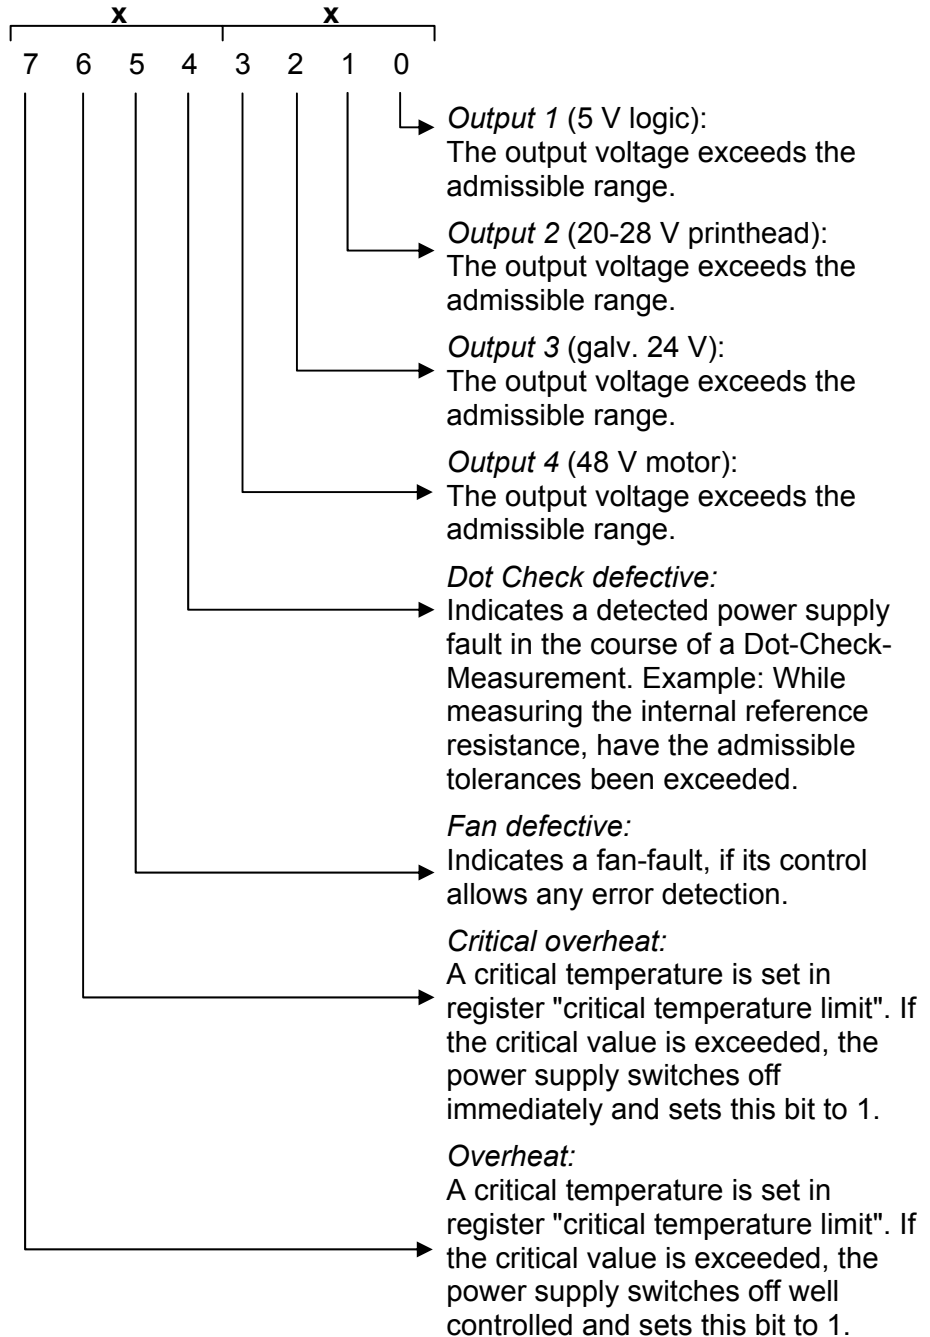 x x
7 6 5 4 3 2 1 0
Output 1 (5 V logic):
The output voltage exceeds the
admissible range.
Output 2 (20-28 V printhead):
The output voltage exceeds the
admissible range.
Output 3 (galv. 24 V):
The output voltage exceeds the
admissible range.
Output 4 (48 V motor):
The output voltage exceeds the
admissible range.
Dot Check defective:
Indicates a detected power supply
fault in the course of a Dot-Check-
Measurement. Example: While
measuring the internal reference
resistance, have the admissible
tolerances been exceeded.
Fan defective:
Indicates a fan-fault, if its control
allows any error detection.
Critical overheat:
A critical temperature is set in
register "critical temperature limit". If
the critical value is exceeded, the
power supply switches off
immediately and sets this bit to 1.
Overheat:
A critical temperature is set in
register "critical temperature limit". If
the critical value is exceeded, the
power supply switches off well
controlled and sets this bit to 1.